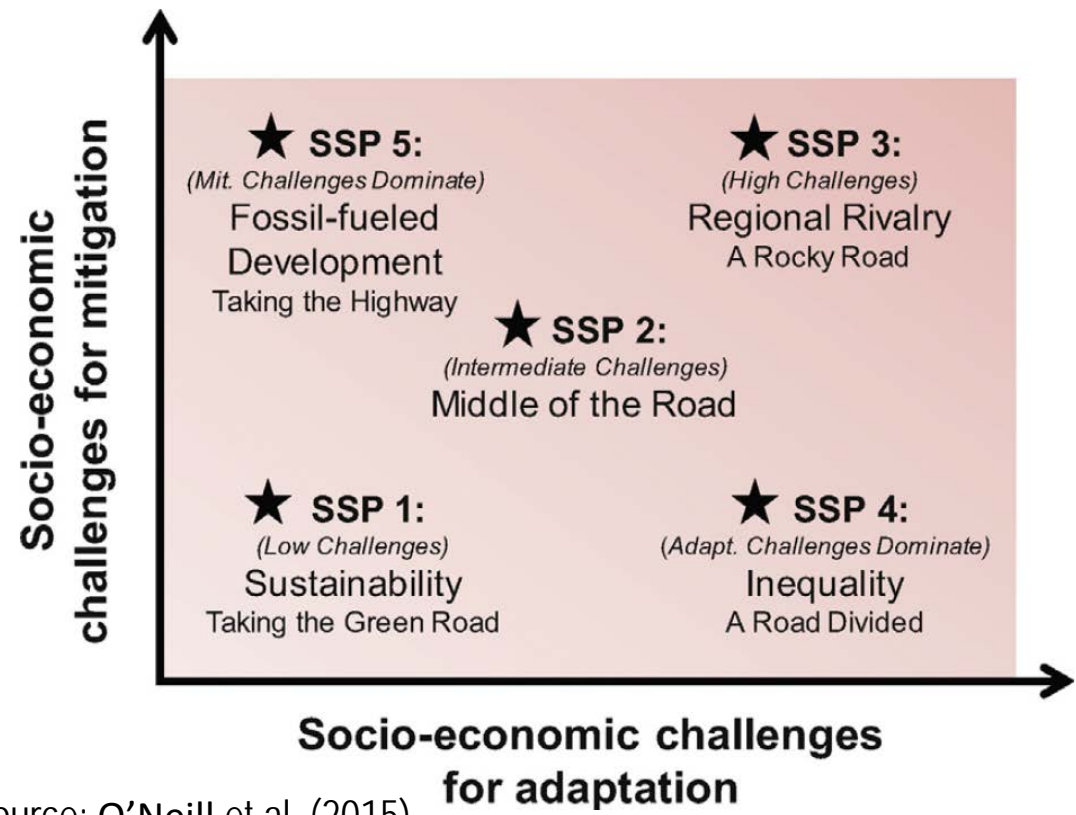 Socio-economic
challenges for mitigation
SSP 5:
(Mit. Challenges Dominate)
Fossil-fueled
Development
Taking the Highway
SSP 3:
(High Challenges)
Regional Rivalry
A Rocky Road
SSP 2:
(Intermediate Challenges)
Middle of the Road
SSP 1:
(Low Challenges)
Sustainability
Taking the Green Road
SSP 4:
(Adapt. Challenges Dominate)
Inequality
A Road Divided
Socio-economic challenges
for adaptation
ource: O'Neill et al. (2015)